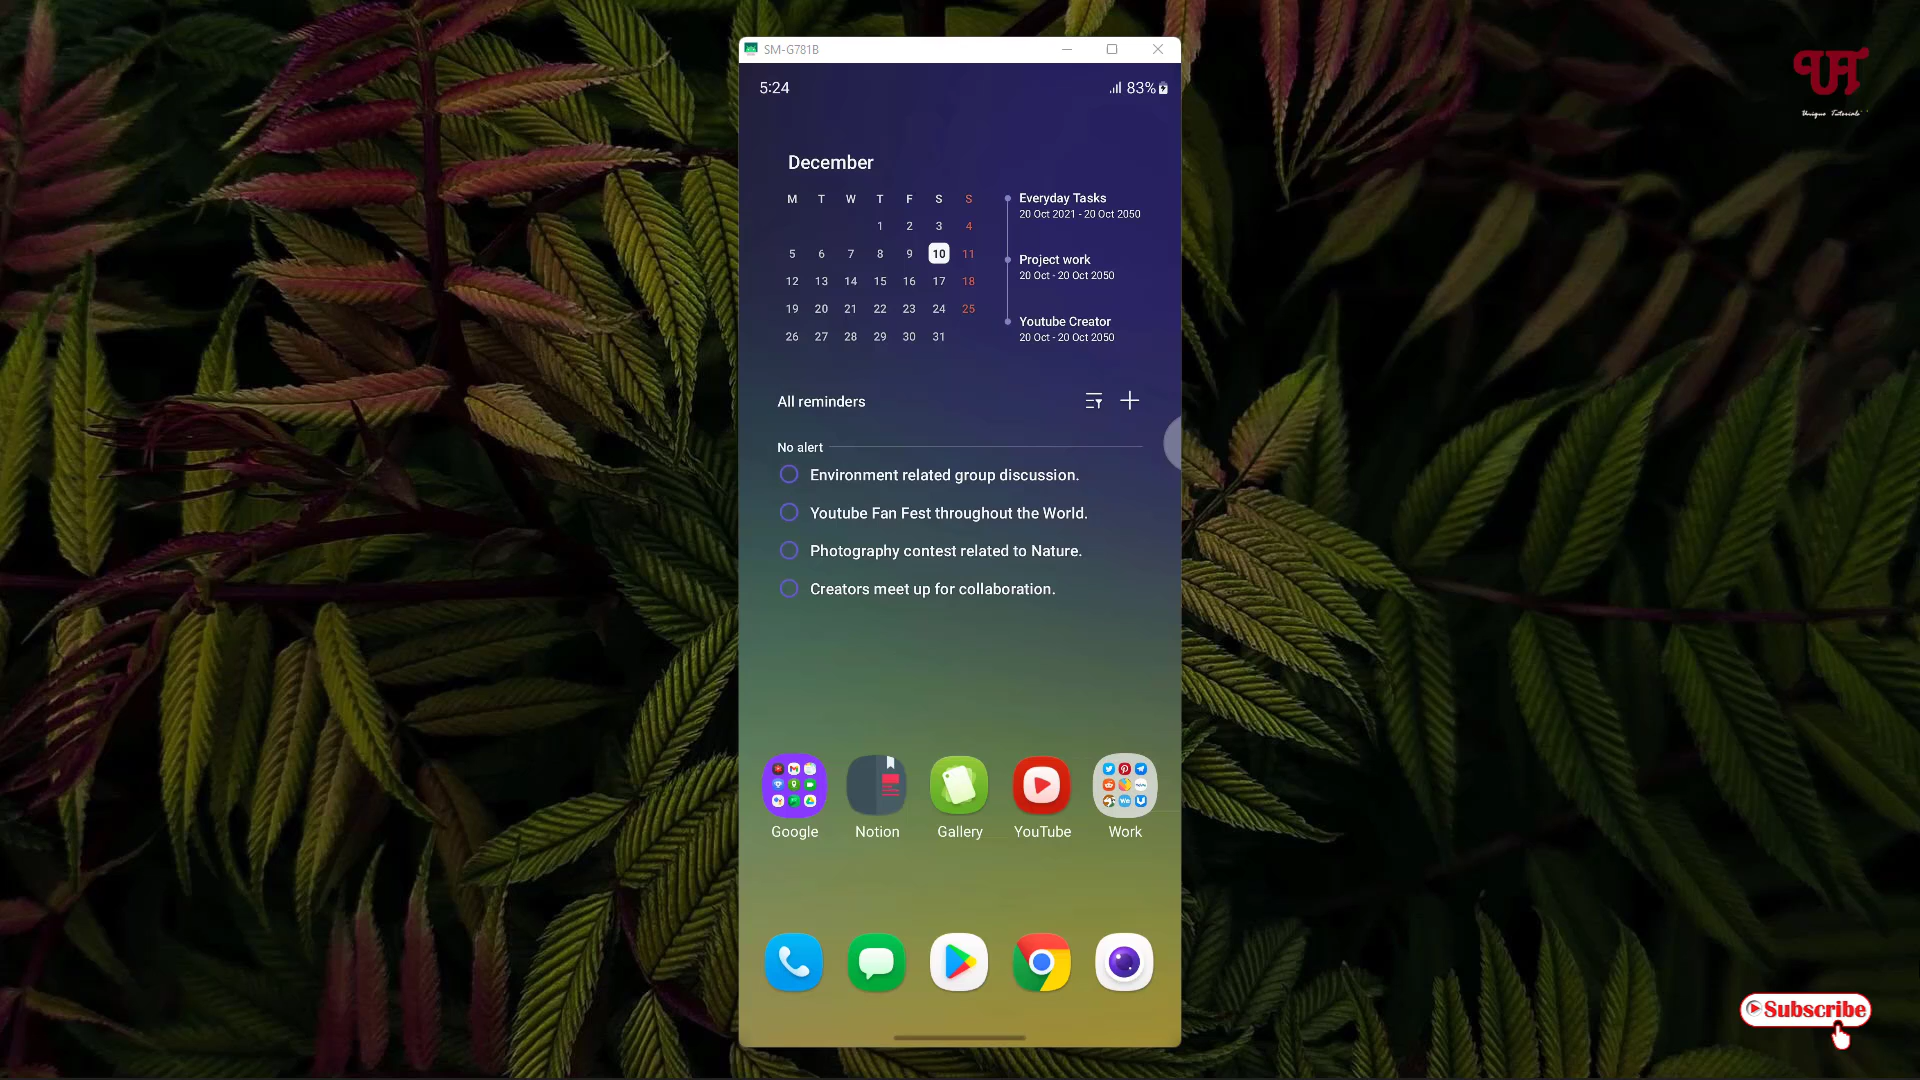 SM-G781B
5:24
83%
December
M T W T F S S
1 2 3 4
5 6 7 8 9 10 11
12 13 14 15 16 17 18
19 20 21 22 23 24 25
26 27 28 29 30 31
Everyday Tasks
20 Oct 2021 - 20 Oct 2050
Project work
20 Oct - 20 Oct 2050
Youtube Creator
20 Oct - 20 Oct 2050
All reminders
No alert
Environment related group discussion.
Youtube Fan Fest throughout the World.
Photography contest related to Nature.
Creators meet up for collaboration.
Google
Notion
Gallery
YouTube
Work
UT
Unique Tutorials
Subscribe